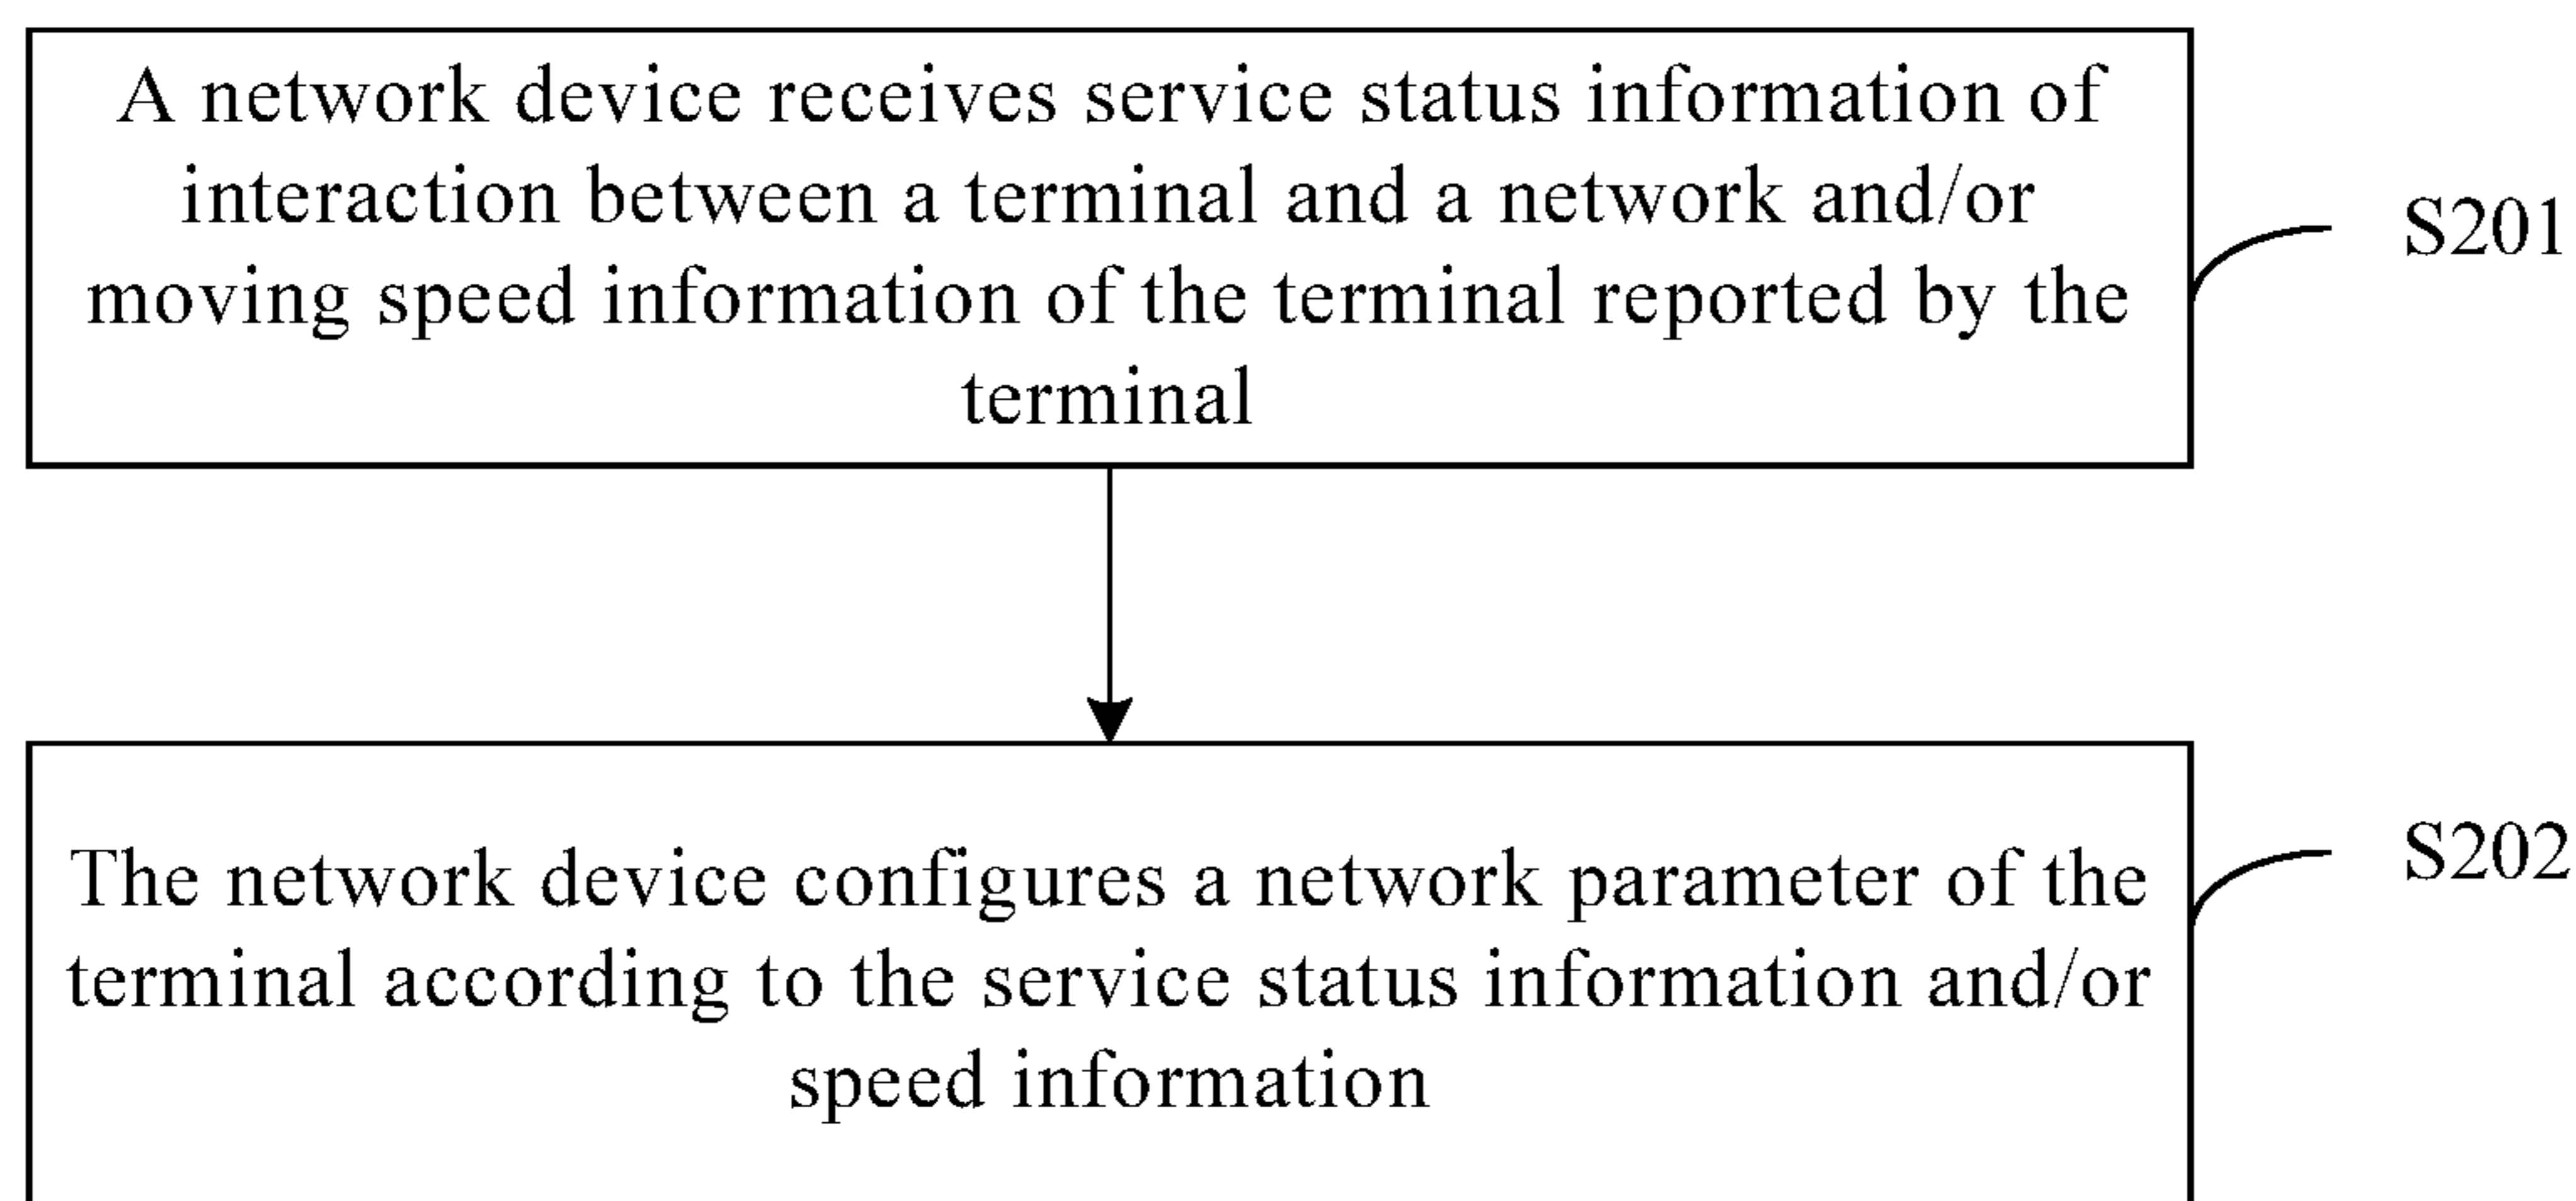 A network device receives service status information of
interaction between a terminal and a network and/or
moving speed information of the terminal reported by the
terminal
S201
The network device configures a network parameter of the
terminal according to the service status information and/or
speed information
S202